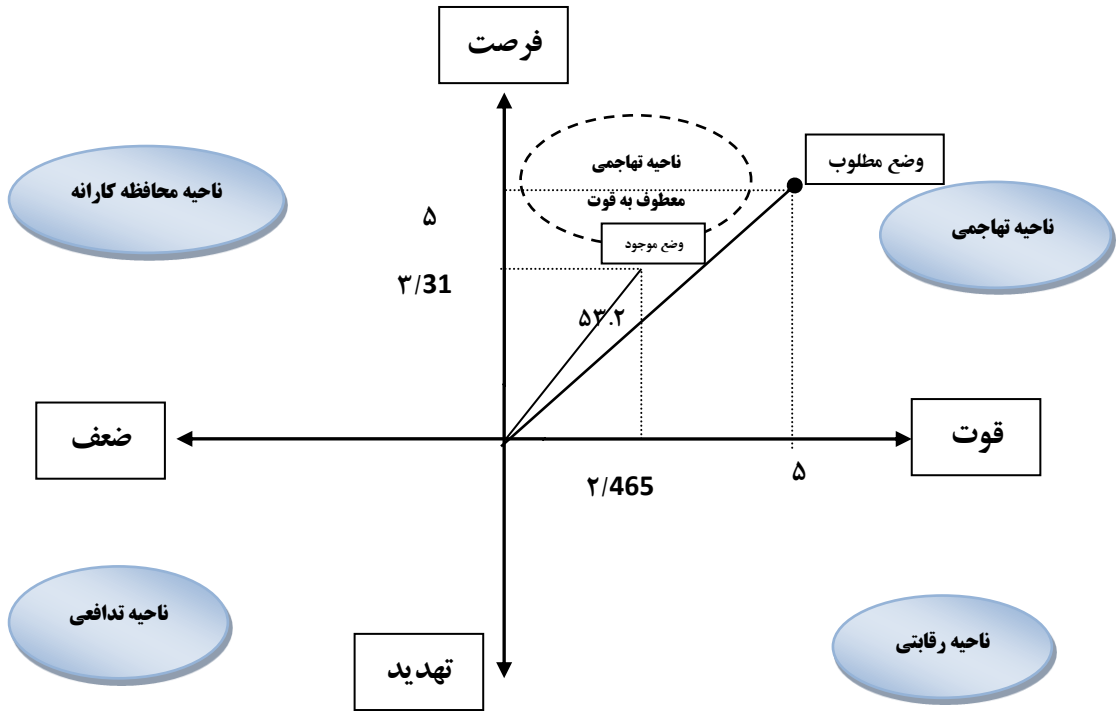 فرصت
ناحیه تهاجمی
معطوف به قوت
وضع مطلوب
ناحیه محافظه کارانه
ناحیه تهاجمی
۵
وضع موجود
۳/31
۵۳.۲
ضعف
قوت
۲/465
۵
ناحیه تدافعی
ناحیه رقابتی
تهدید